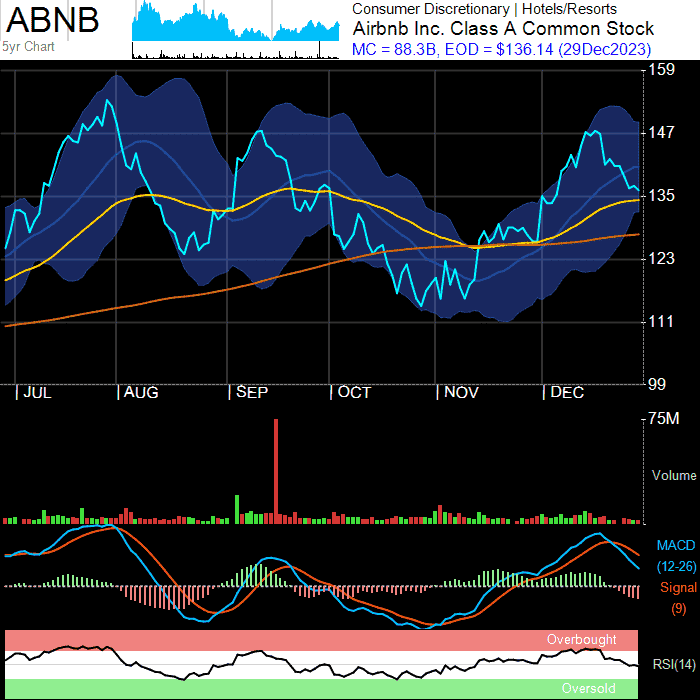 ABNB
5yr Chart
Consumer Discretionary | Hotels/Resorts
Airbnb Inc. Class A Common Stock
MC = 88.3B, EOD = $136.14 (29Dec2023)
159
147
135
123
111
99
| JUL | AUG | SEP | OCT | NOV | DEC
75M
Volume
MACD
(12-26)
Signal
(9)
Overbought
RSI(14)
Oversold